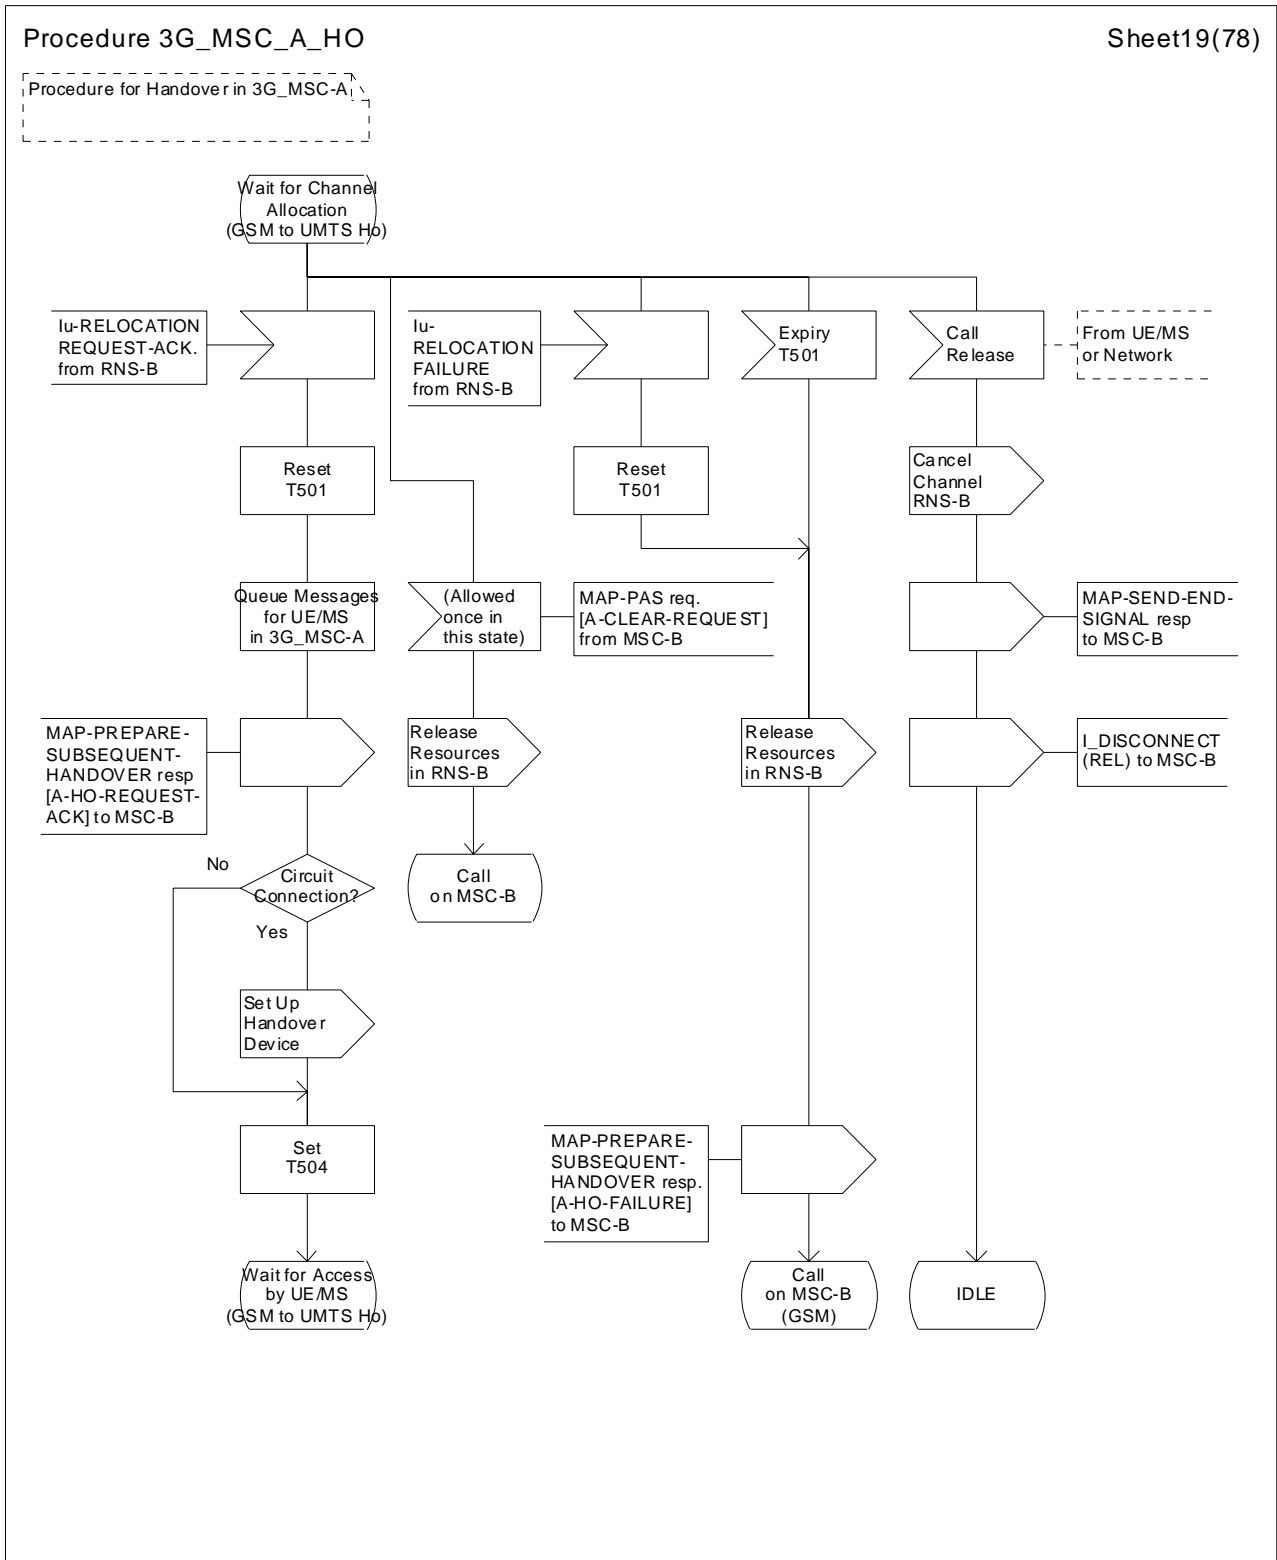 Procedure 3G_MSC_A_HO
Sheet19(78)
Procedure for Handover in 3G_MSC-A
Wait for Channel
Allocation
(GSM to UMTS Ho)
Iu-RELOCATION
REQUEST-ACK.
from RNS-B
Iu-
RELOCATION
FAILURE
from RNS-B
Expiry
T501
Call
Release
From UE/MS
or Network
Reset
T501
Reset
T501
Cancel
Channel
RNS-B
Queue Messages
for UE/MS
in 3G_MSC-A
(Allowed
once in
this state)
MAP-PAS req.
[A-CLEAR-REQUEST]
from MSC-B
MAP-SEND-END-
SIGNAL resp
to MSC-B
MAP-PREPARE-
SUBSEQUENT-
HANDOVER resp
[A-HO-REQUEST-
ACK] to MSC-B
Release
Resources
in RNS-B
Release
Resources
in RNS-B
I_DISCONNECT
(REL) to MSC-B
No
Circuit
Connection?
Yes
Call
on MSC-B
Set Up
Handover
Device
Set
T504
MAP-PREPARE-
SUBSEQUENT-
HANDOVER resp.
[A-HO-FAILURE]
to MSC-B
Wait for Access
by UE/MS
(GSM to UMTS Ho)
Call
on MSC-B
(GSM)
IDLE